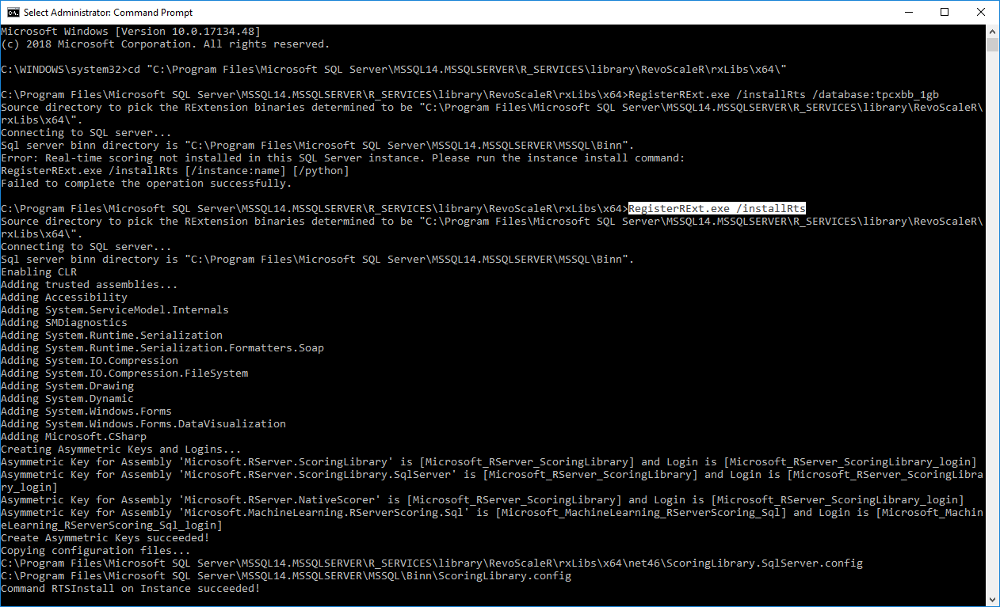 Select Administrator: Command Prompt
Microsoft Windows [Version 10.0.17134.48]
(c) 2018 Microsoft Corporation. All rights reserved.
C:\WINDOWS\system32>cd "C:\Program Files\Microsoft SQL Server\MSSQL14.MSSQLSERVER\R_SERVICES\library\RevoScaleR\rxLibs\x64\"
C:\Program Files\Microsoft SQL Server\MSSQL14.MSSQLSERVER\R_SERVICES\library\RevoScaleR\rxLibs\x64>RegisterRExt.exe /installRts /database:tpcxbb_1gb
Source directory to pick the RExtension binaries determined to be "C:\Program Files\Microsoft SQL Server\MSSQL14.MSSQLSERVER\R_SERVICES\library\RevoScaleR\
rxLibs\x64\".
Connecting to SQL server...
Sql server binn directory is "C:\Program Files\Microsoft SQL Server\MSSQL14.MSSQLSERVER\MSSQL\Binn".
Error: Real-time scoring not installed in this SQL Server instance. Please run the instance install command:
RegisterRExt.exe /installRts [/instance:name] [/python]
Failed to complete the operation successfully.
C:\Program Files\Microsoft SQL Server\MSSQL14.MSSQLSERVER\R_SERVICES\library\RevoScaleR\rxLibs\x64>RegisterRExt.exe /installRts
Source directory to pick the RExtension binaries determined to be "C:\Program Files\Microsoft SQL Server\MSSQL14.MSSQLSERVER\R_SERVICES\library\RevoScaleR\
rxLibs\x64\".
Connecting to SQL server...
Sql server binn directory is "C:\Program Files\Microsoft SQL Server\MSSQL14.MSSQLSERVER\MSSQL\Binn".
Enabling CLR
Adding trusted assemblies...
Adding Accessibility
Adding System.ServiceModel.Internals
Adding SMDiagnostics
Adding System.Runtime.Serialization
Adding System.Runtime.Serialization.Formatters.Soap
Adding System.IO.Compression
Adding System.IO.Compression.FileSystem
Adding System.Drawing
Adding System.Dynamic
Adding System.Windows.Forms
Adding System.Windows.Forms.DataVisualization
Adding Microsoft.CSharp
Creating Asymmetric Keys and Logins...
Asymmetric Key for Assembly 'Microsoft.RServer.ScoringLibrary' is [Microsoft_RServer_ScoringLibrary] and Login is [Microsoft_RServer_ScoringLibrary_login]
Asymmetric Key for Assembly 'Microsoft.RServer.ScoringLibrary.SqlServer' is [Microsoft_RServer_ScoringLibrary] and Login is [Microsoft_RServer_ScoringLibra
ry_login]
Asymmetric Key for Assembly 'Microsoft.RServer.NativeScorer' is [Microsoft_RServer_ScoringLibrary] and Login is [Microsoft_RServer_ScoringLibrary_login]
Asymmetric Key for Assembly 'Microsoft.MachineLearning.RServerScoring.Sql' is [Microsoft_MachineLearning_RServerScoring_Sql] and Login is [Microsoft_Machin
eLearning_RServerScoring_Sql_login]
Create Asymmetric Keys succeeded!
Copying configuration files...
C:\Program Files\Microsoft SQL Server\MSSQL14.MSSQLSERVER\R_SERVICES\library\RevoScaleR\rxLibs\x64\net46\ScoringLibrary.SqlServer.config
C:\Program Files\Microsoft SQL Server\MSSQL14.MSSQLSERVER\MSSQL\Binn\ScoringLibrary.config
Command RTSInstall on Instance succeeded!